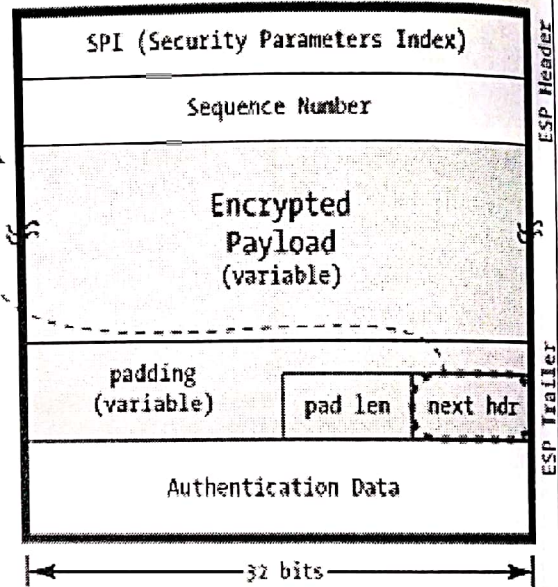 SPI (Security Parameters Index)
ESP Header
Sequence Number
Encrypted
Payload
(variable)
padding
(variable)
pad len
next hdr
ESP Trailer
Authentication Data
32 bits